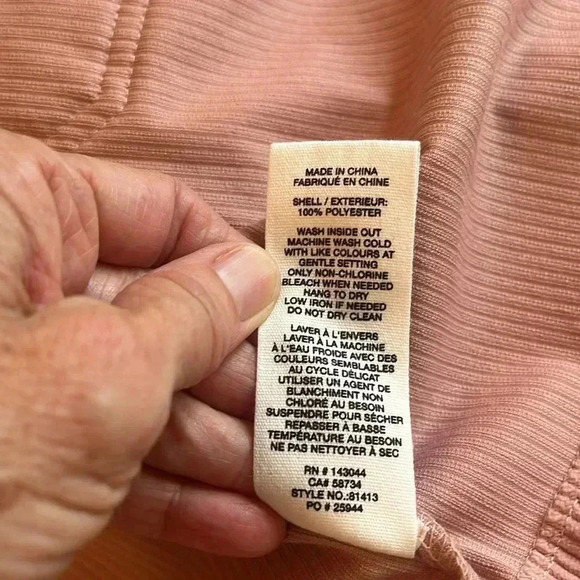 MADE IN CHINA
FABRIQUÉ EN CHINE
SHELL / EXTERIEUR:
100% POLYESTER
WASH INSIDE OUT
MACHINE WASH COLD
WITH LIKE COLOURS AT
GENTLE SETTING
ONLY NON-CHLORINE
BLEACH WHEN NEEDED
HANG TO DRY
LOW IRON IF NEEDED
DO NOT DRY CLEAN
LAVER À L'ENVERS
LAVER À LA MACHINE
À L'EAU FROIDE AVEC DES
COULEURS SEMBLABLES
AU CYCLE DÉLICAT
UTILISER UN AGENT DE
BLANCHIMENT NON
CHLORÉ AU BESOIN
SUSPENDRE POUR SÉCHER
REPASSER À BASSE
TEMPÉRATURE AU BESOIN
NE PAS NETTOYER À SEC
RN # 143044
CA# 58734
STYLE NO.:81413
PO # 25944